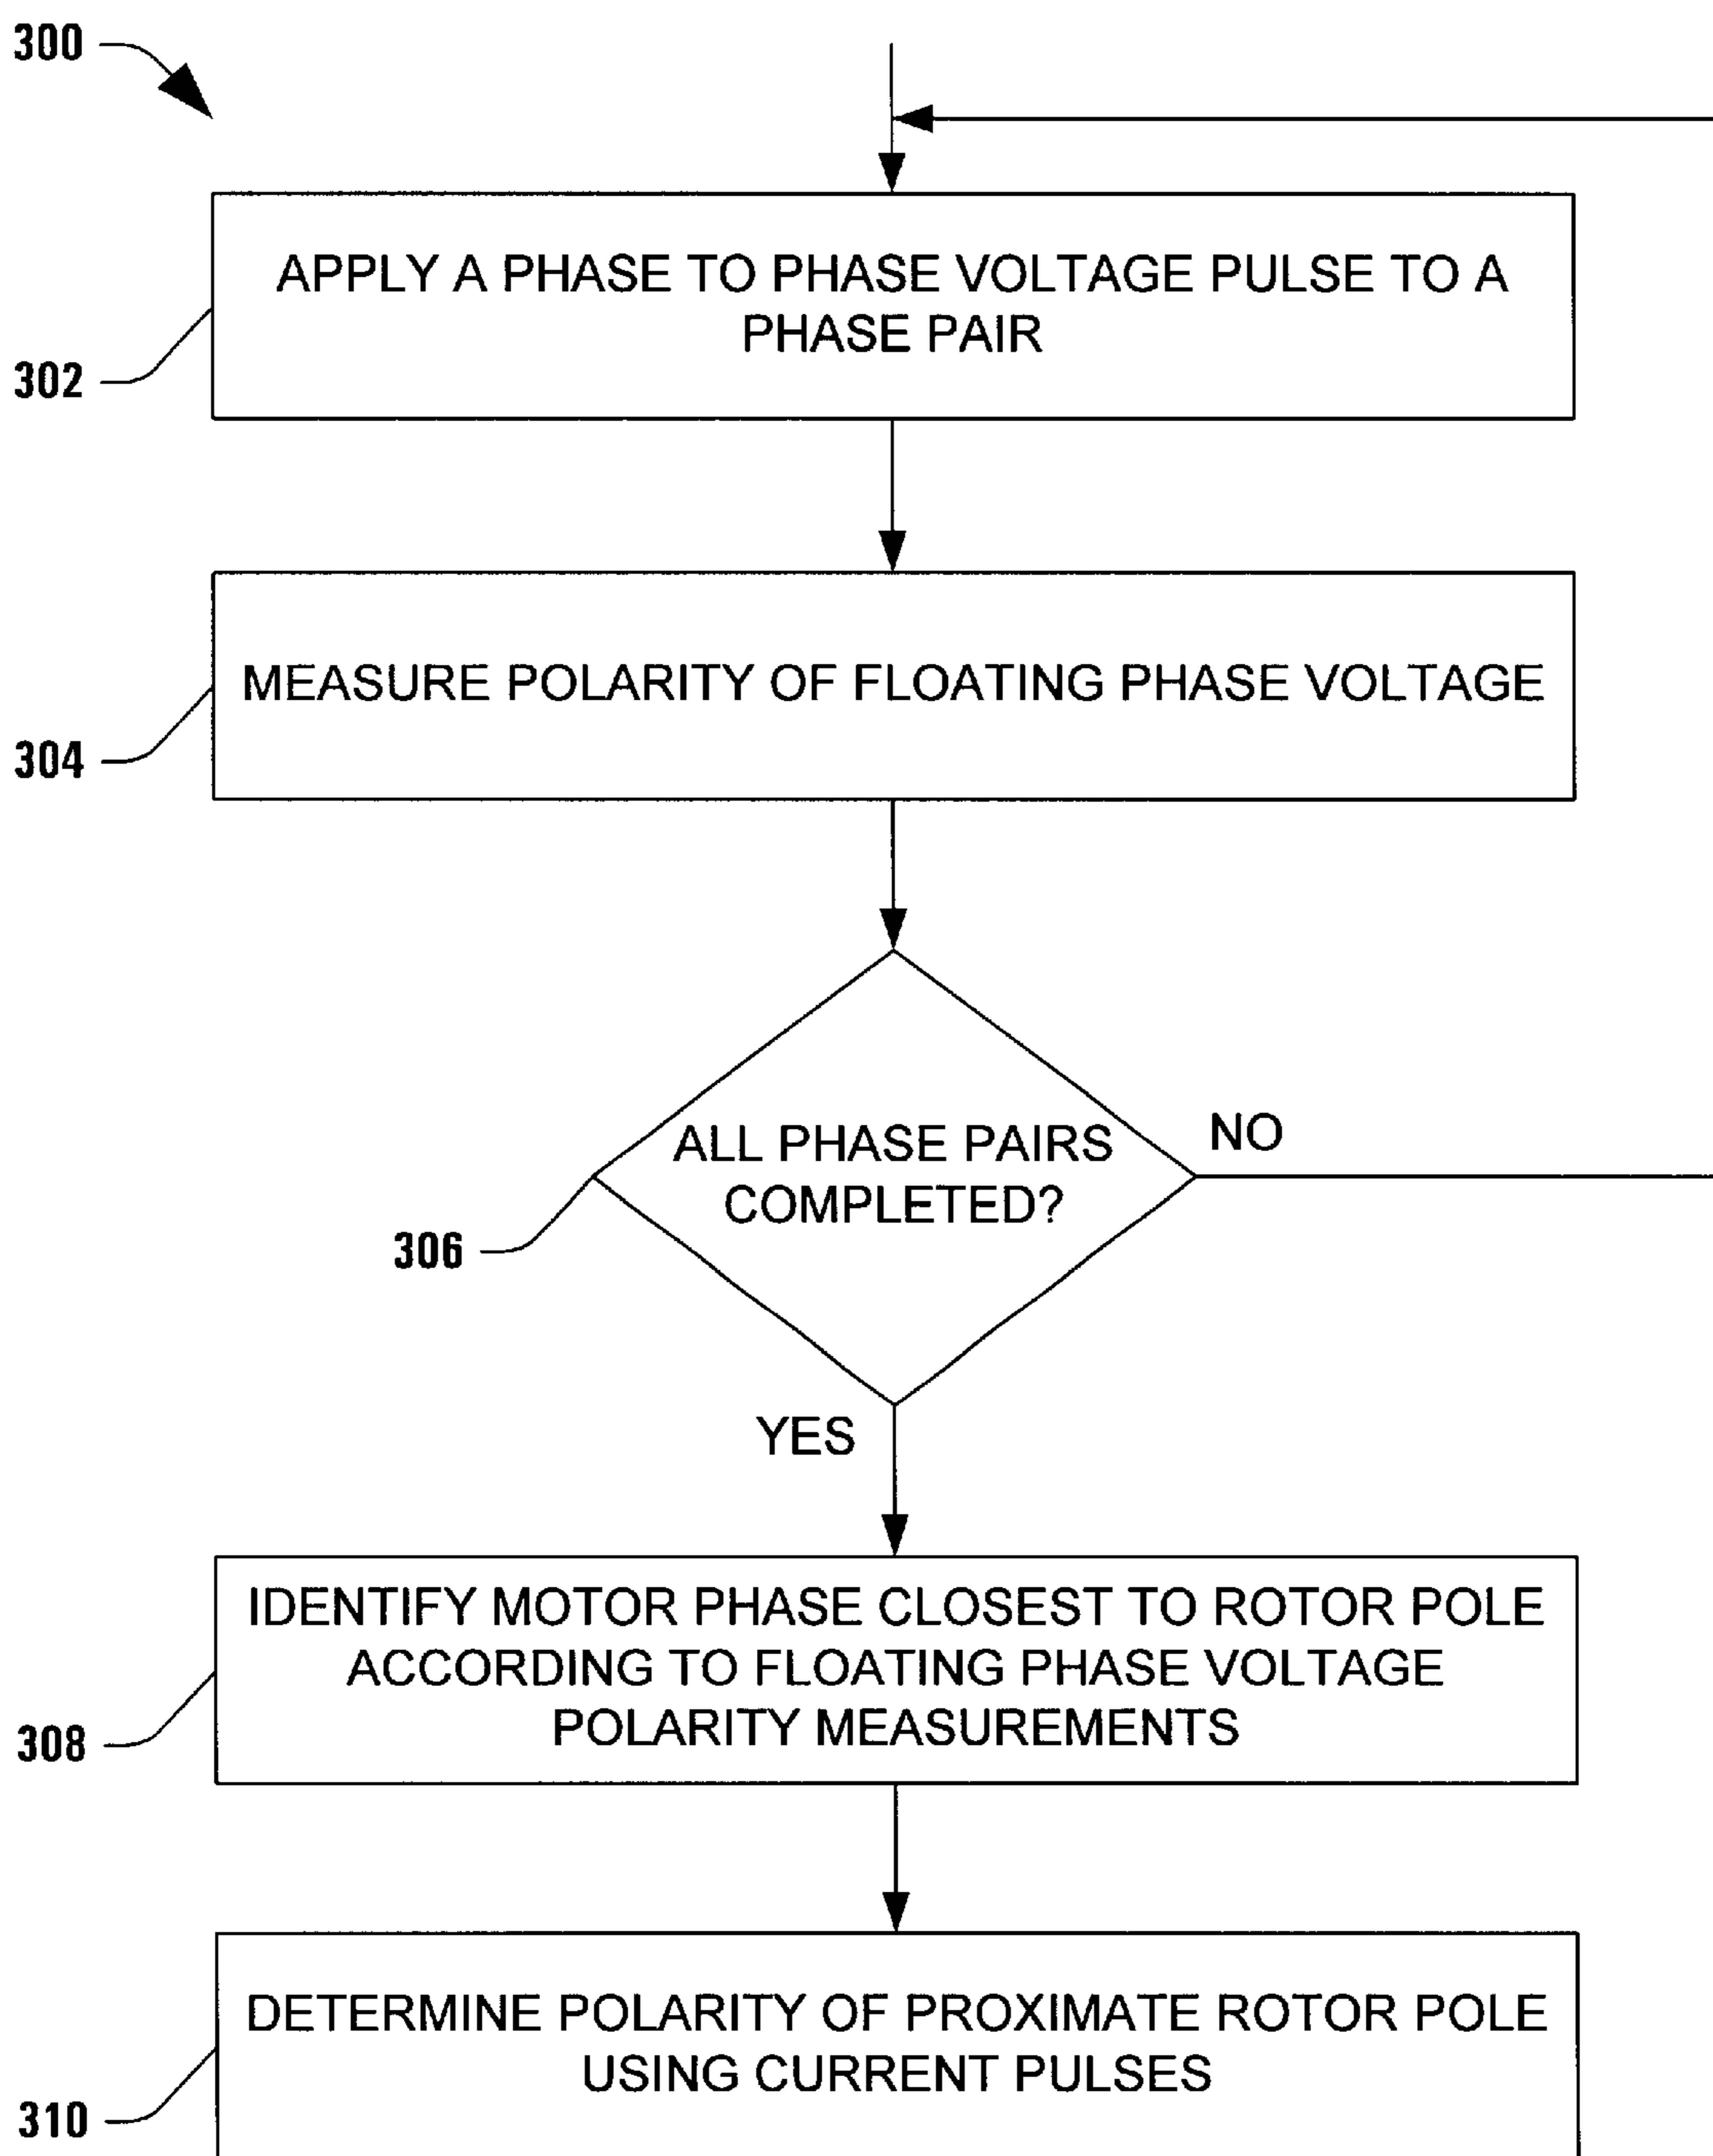 300
APPLY A PHASE TO PHASE VOLTAGE PULSE TO A
PHASE PAIR
302
MEASURE POLARITY OF FLOATING PHASE VOLTAGE
304
ALL PHASE PAIRS
COMPLETED?
NO
306
YES
IDENTIFY MOTOR PHASE CLOSEST TO ROTOR POLE
ACCORDING TO FLOATING PHASE VOLTAGE
POLARITY MEASUREMENTS
308
DETERMINE POLARITY OF PROXIMATE ROTOR POLE
USING CURRENT PULSES
310